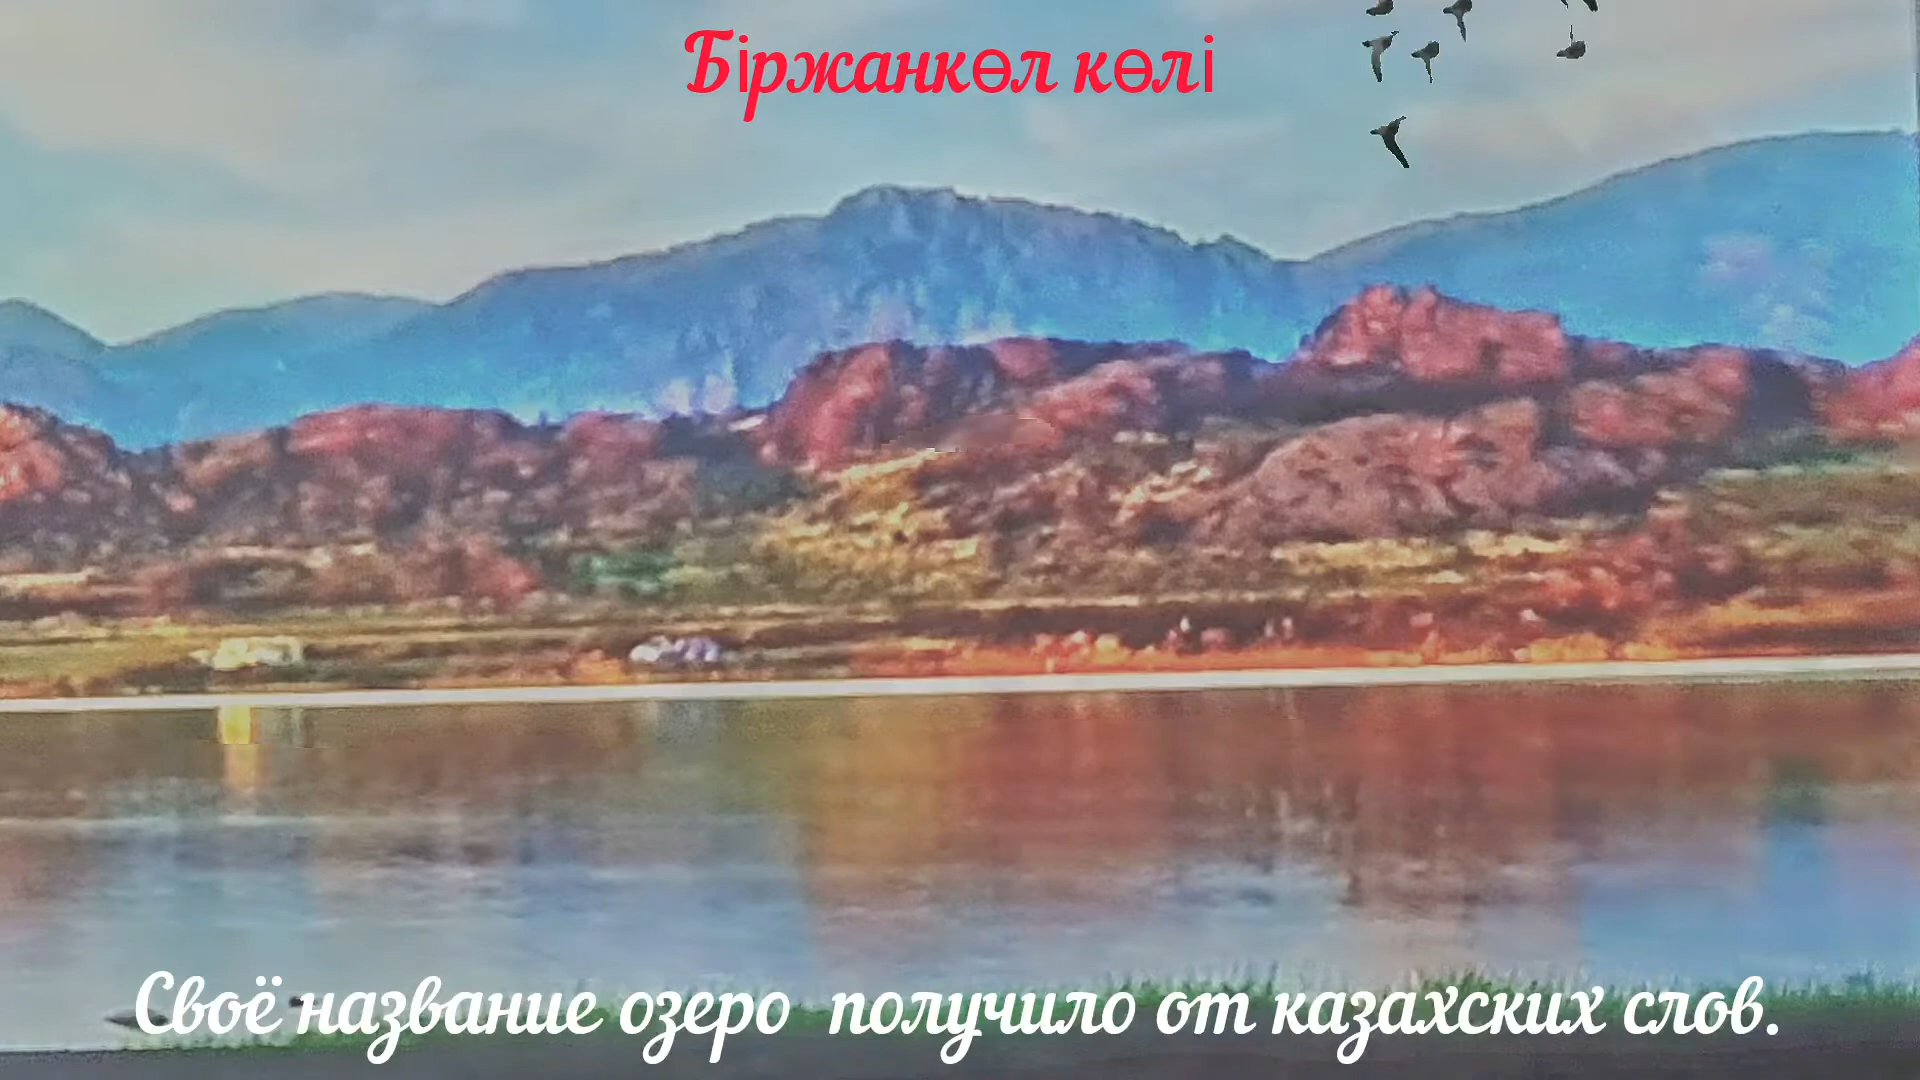 Біржанкөл көлі
Своё название озеро получило от казахских слов.